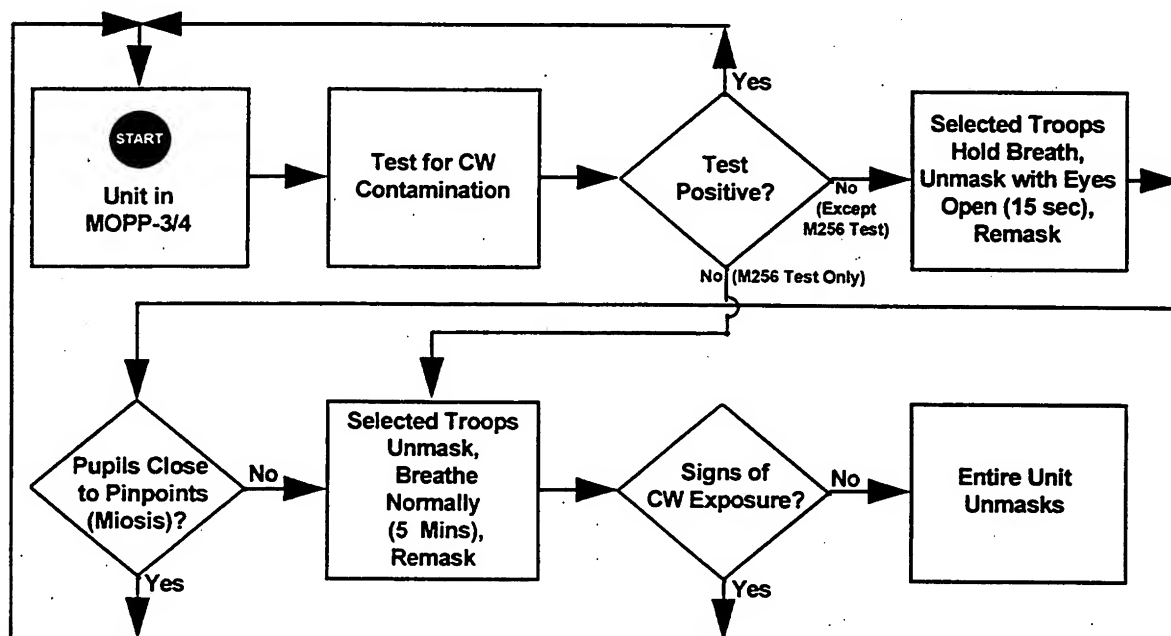 START
Unit in
MOPP-3/4
Test for CW
Contamination
Test
Positive?
Yes
No
(Except
M256 Test)
No (M256 Test Only)
Selected Troops
Hold Breath,
Unmask with Eyes
Open (15 sec),
Remask
Pupils Close
to Pinpoints
(Miosis)?
No
Yes
Selected Troops
Unmask,
Breathe
Normally
(5 Mins),
Remask
Signs of
CW Exposure?
No
Yes
Entire Unit
Unmasks